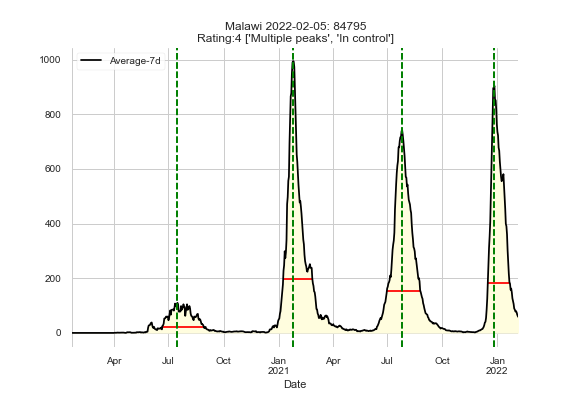 Malawi 2022-02-05: 84795
Rating:4 ['Multiple peaks', 'In control']
Average-7d
1000
800
600
400
200
0
Apr Jul Oct Jan Apr Jul Oct Jan
2021 2022
Date